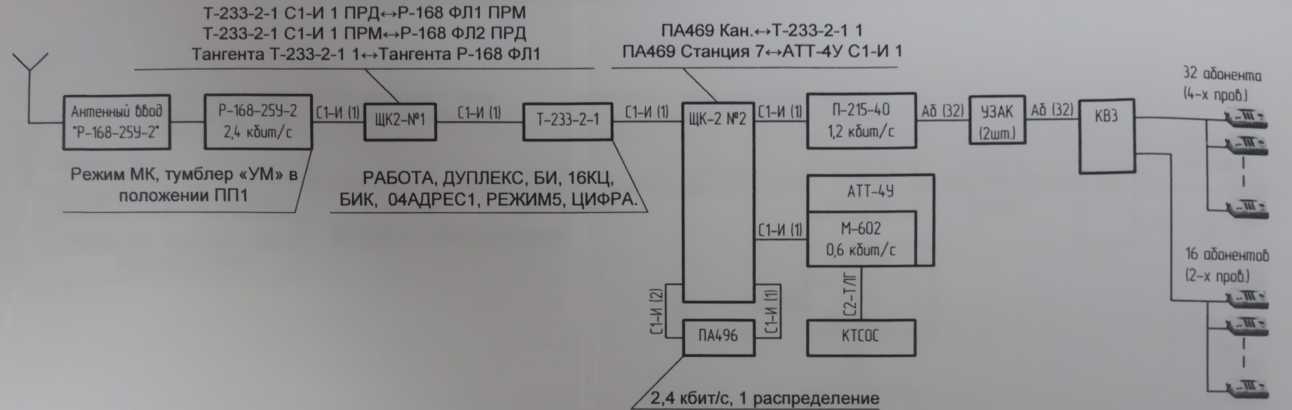 Т-233-2-1 С1-И 1 ПРД↔Р-168 ФЛ1 ПРМ
Т-233-2-1 С1-И 1 ПРМ↔Р-168 ФЛ2 ПРД
Тангента Т-233-2-1 1↔Тангента Р-168 ФЛ1
ПА469 Кан.↔Т-233-2-1 1
ПА469 Станция 7↔АТТ-4У С1-И 1
Антенный ввод
"Р-168-25У-2"
Р-168-25У-2
2,4 кбит/с
С1-И (1)
ЩК2-№1
С1-И (1)
Т-233-2-1
С1-И (1)
ЩК-2 №2
С1-И (1)
П-215-40
1,2 кбит/с
Аб (32)
УЗАК
(2шт.)
Аб (32)
КВЗ
32 абонента
(4-х пров.)
Режим МК, тумблер «УМ» в
положении ПП1
РАБОТА, ДУПЛЕКС, БИ, 16КЦ,
БИК, 04АДРЕС1, РЕЖИМ5, ЦИФРА.
АТТ-4У
С1-И (1)
М-602
0,6 кбит/с
16 абонентов
(2-х пров.)
С1-И (2)
ПА496
С1-И (1)
С2-ТЛГ
КТСОС
2,4 кбит/с, 1 распределение